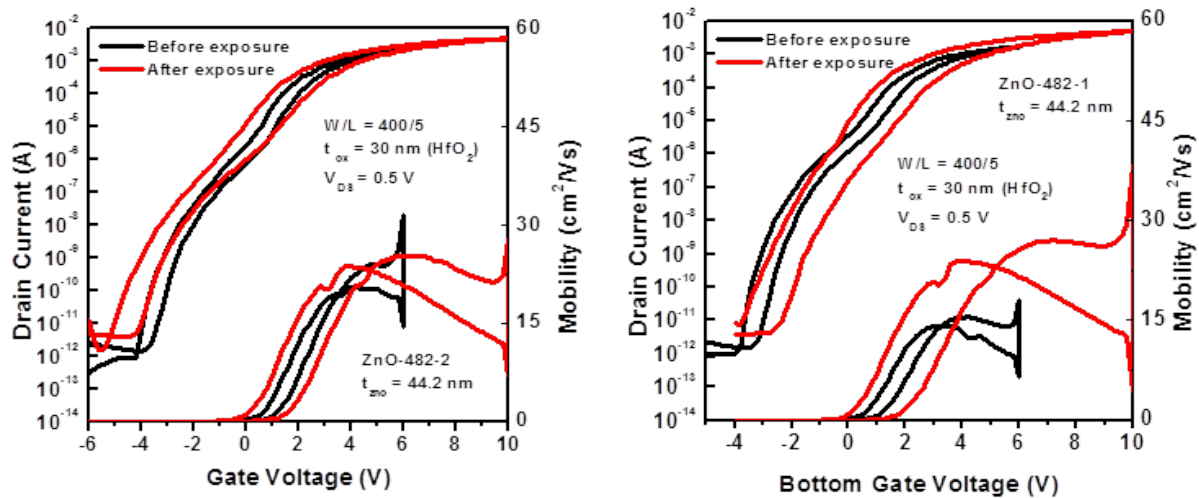 10-2
10-3
10-4
10-5
10-6
10-7
10-8
10-9
10-10
10-11
10-12
10-13
10-14
Drain Current (A)
Before exposure
After exposure
W/L = 400/5
tox = 30 nm (HfO2)
VDS = 0.5 V
ZnO-482-2
tzno = 44.2 nm
60
45
30
15
0
Mobility (cm2/Vs)
-6 -4 -2 0 2 4 6 8 10
Gate Voltage (V)
10-2
10-3
10-4
10-5
10-6
10-7
10-8
10-9
10-10
10-11
10-12
10-13
10-14
Drain Current (A)
Before exposure
After exposure
ZnO-482-1
tzno = 44.2 nm
W/L = 400/5
tox = 30 nm (HfO2)
VDS = 0.5 V
60
45
30
15
0
Mobility (cm2/Vs)
-4 -2 0 2 4 6 8 10
Bottom Gate Voltage (V)